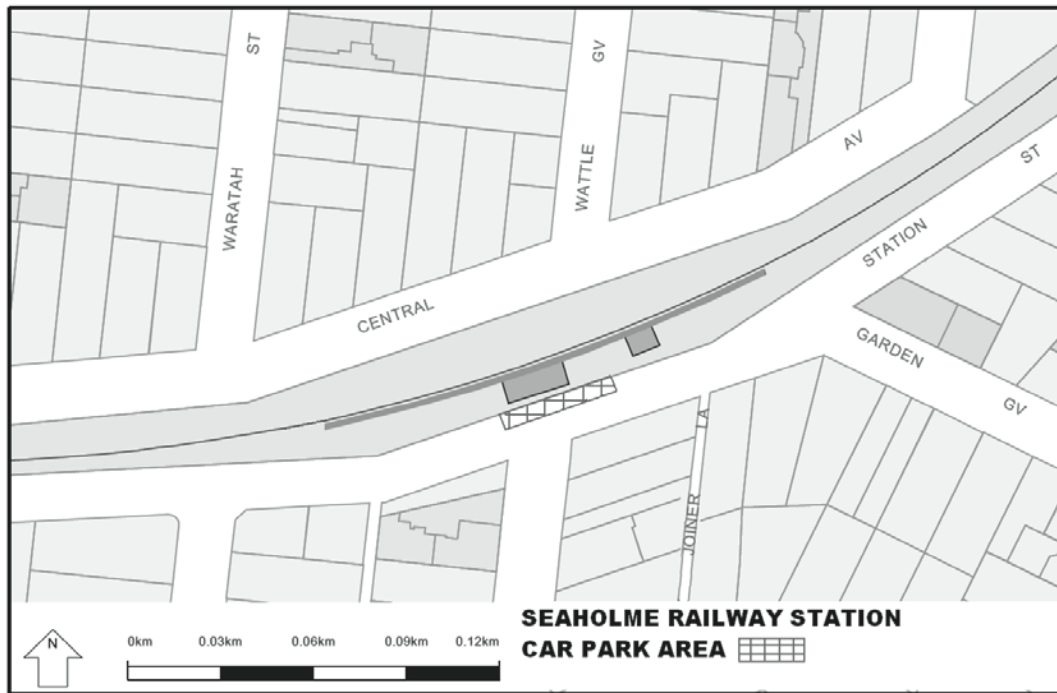 WARATAH ST
WATTLE GV
CENTRAL AV
STATION ST
GARDEN GV
JOINER LA
N
0km 0.03km 0.06km 0.09km 0.12km
SEAHOLME RAILWAY STATION
CAR PARK AREA